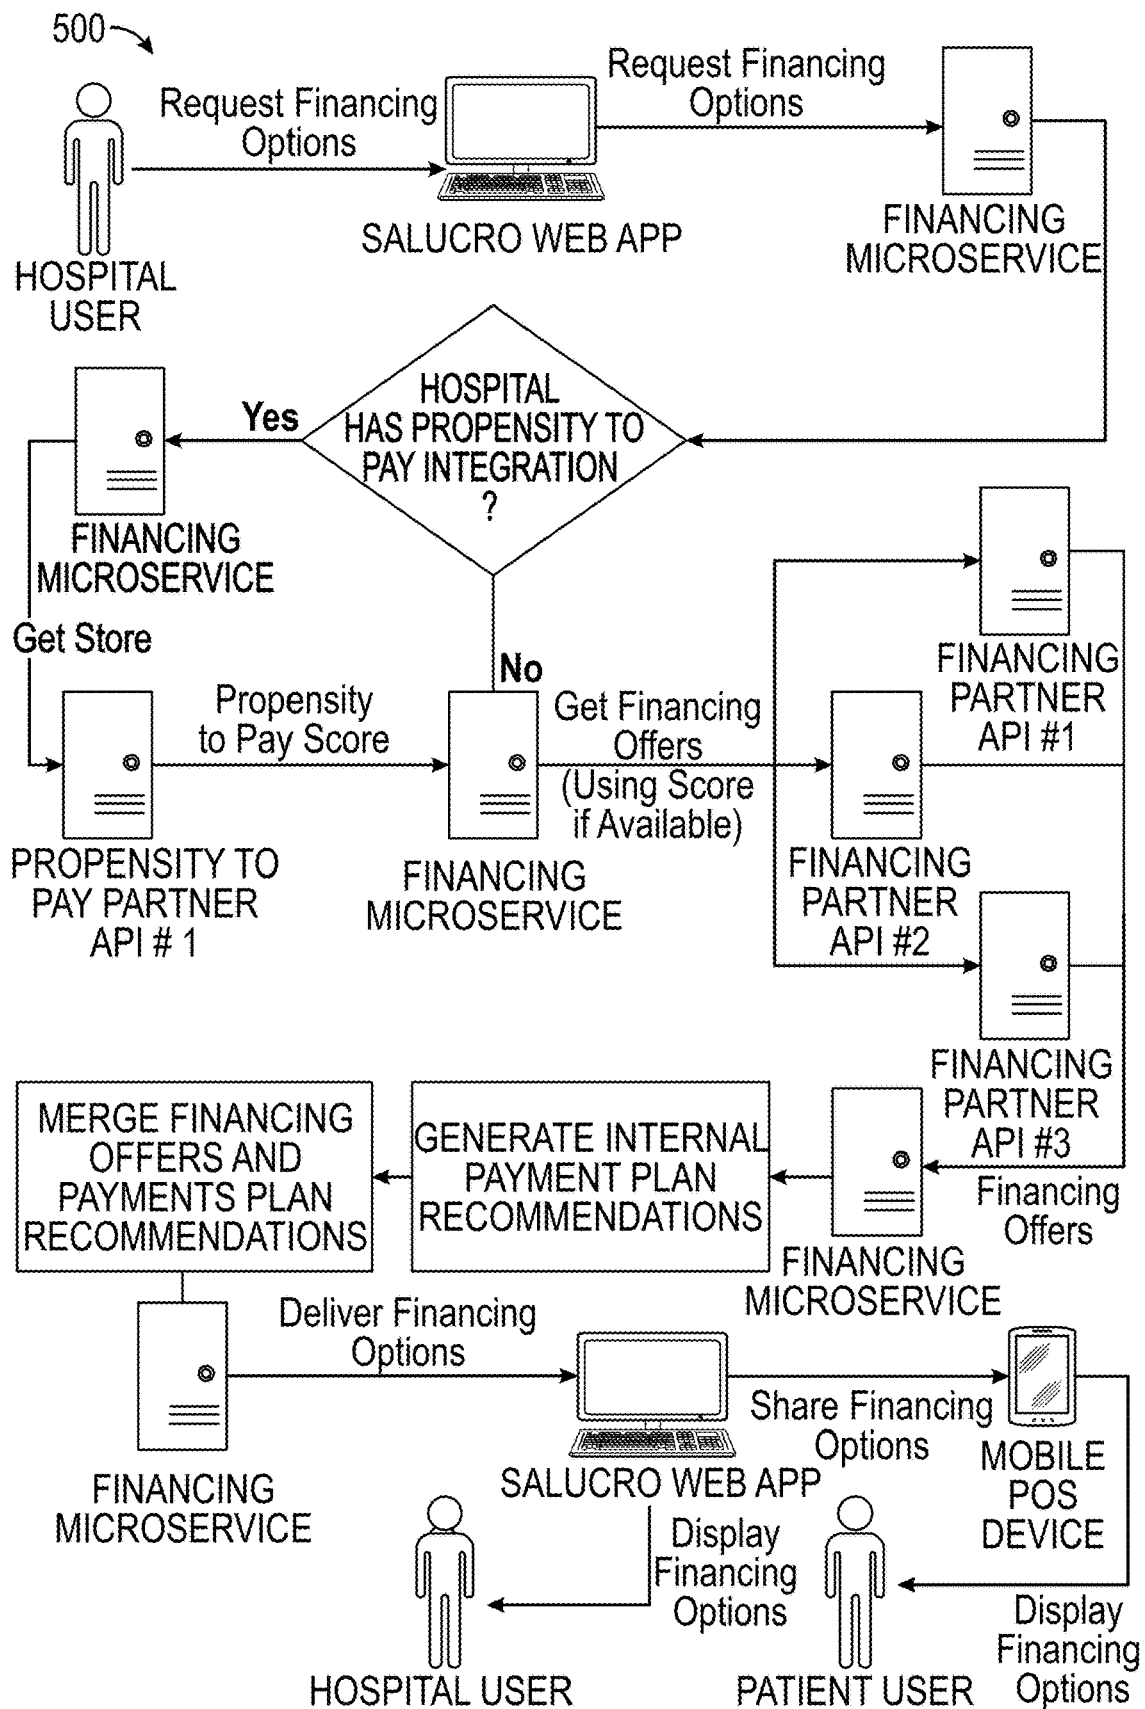 500
Request Financing
Options
Request Financing
Options
HOSPITAL
USER
SALUCRO WEB APP
FINANCING
MICROSERVICE
HOSPITAL
HAS PROPENSITY TO
PAY INTEGRATION
?
Yes
FINANCING
MICROSERVICE
Get Store
No
Propensity
to Pay Score
Get Financing
Offers
(Using Score
if Available)
FINANCING
PARTNER
API #1
PROPENSITY TO
PAY PARTNER
API # 1
FINANCING
MICROSERVICE
FINANCING
PARTNER
API #2
FINANCING
PARTNER
API #3
Financing
Offers
MERGE FINANCING
OFFERS AND
PAYMENTS PLAN
RECOMMENDATIONS
GENERATE INTERNAL
PAYMENT PLAN
RECOMMENDATIONS
FINANCING
MICROSERVICE
Deliver Financing
Options
Share Financing
Options
FINANCING
MICROSERVICE
SALUCRO WEB APP
MOBILE
POS
DEVICE
Display
Financing
Options
Display
Financing
Options
HOSPITAL USER
PATIENT USER